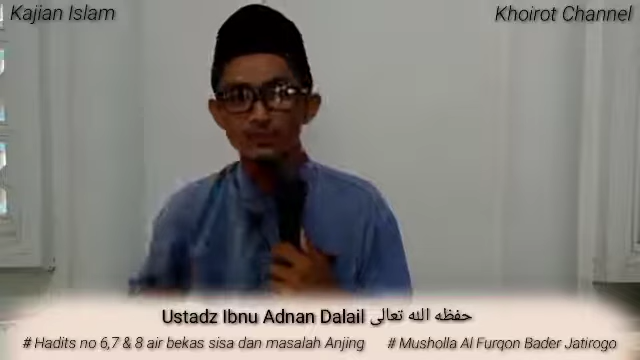 Kajian Islam
Khoirot Channel
Ustadz Ibnu Adnan Dalail حفظه الله تعالى
# Hadits no 6,7 & 8 air bekas sisa dan masalah Anjing # Musholla Al Furqon Bader Jatirogo